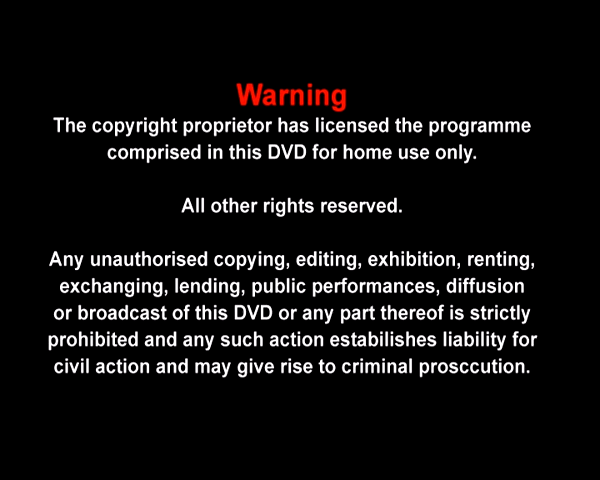 Warning
The copyright proprietor has licensed the programme
comprised in this DVD for home use only.
All other rights reserved.
Any unauthorised copying, editing, exhibition, renting,
exchanging, lending, public performances, diffusion
or broadcast of this DVD or any part thereof is strictly
prohibited and any such action estabilishes liability for
civil action and may give rise to criminal prosccution.